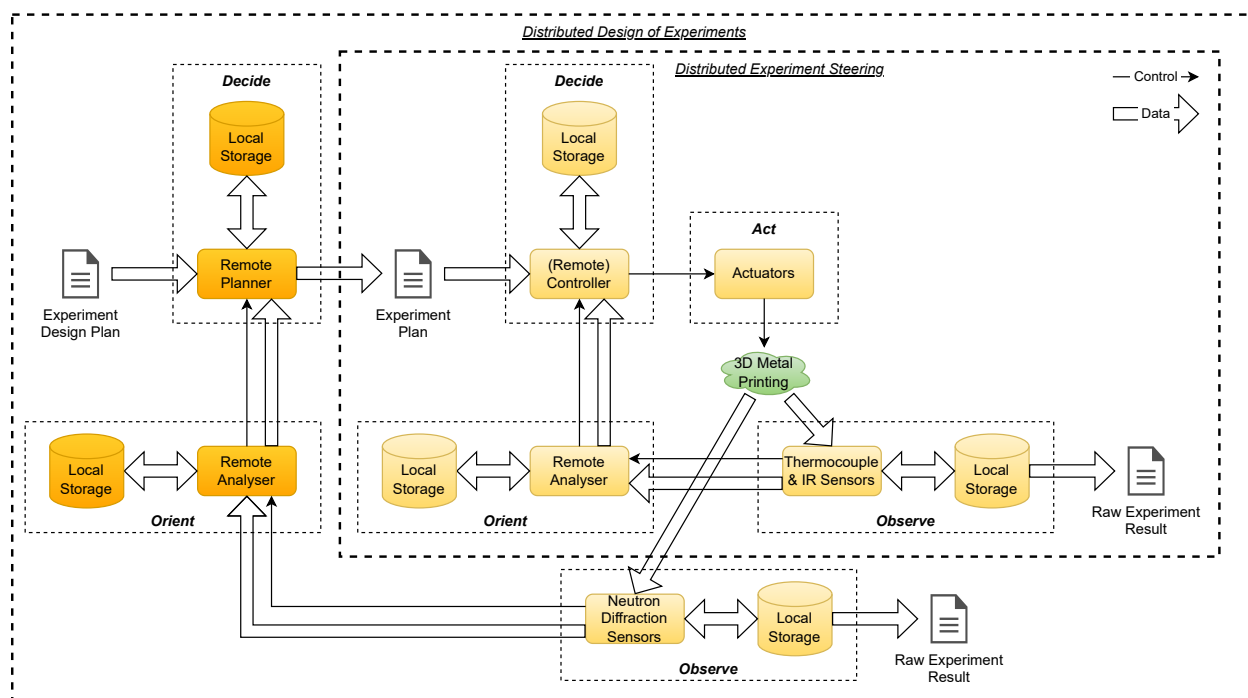 Distributed Design of Experiments
Distributed Experiment Steering
Decide
Local
Storage
Decide
Local
Storage
Control
Data
Act
Experiment
Design Plan
Remote
Planner
Experiment
Plan
(Remote)
Controller
Actuators
3D Metal
Printing
Local
Storage
Remote
Analyser
Orient
Local
Storage
Remote
Analyser
Orient
Thermocouple
& IR Sensors
Local
Storage
Observe
Raw Experiment
Result
Neutron
Diffraction
Sensors
Local
Storage
Observe
Raw Experiment
Result